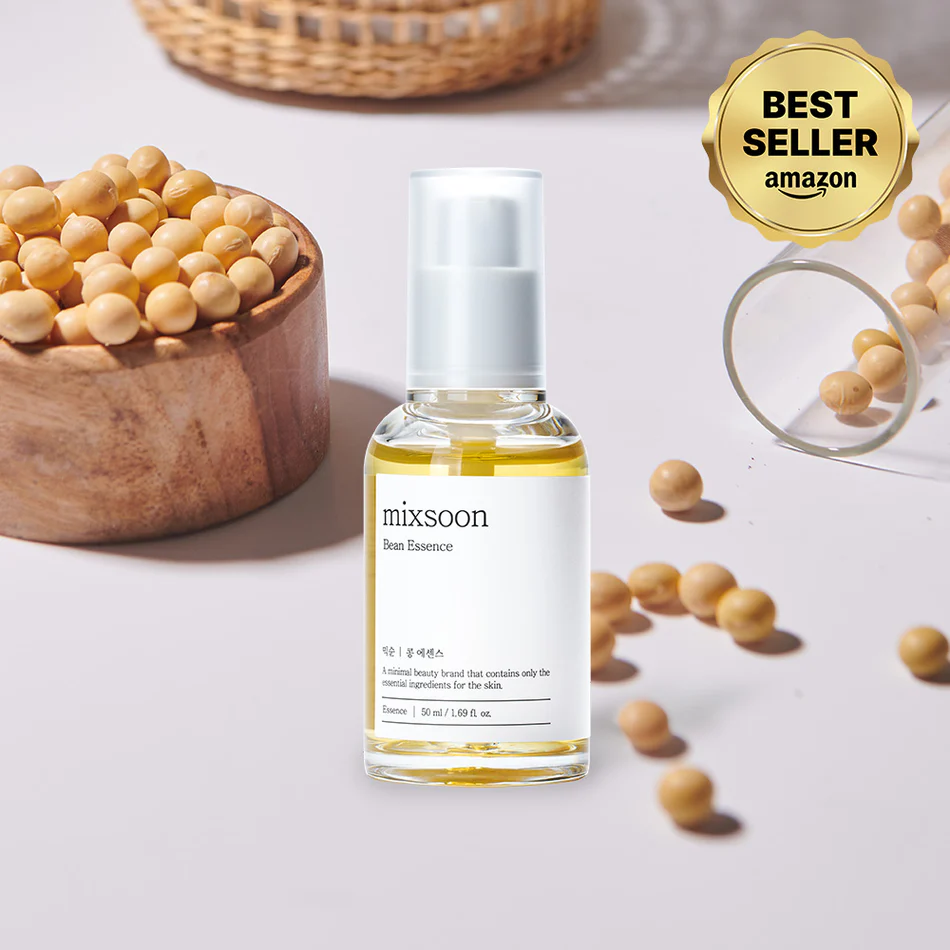 BEST
SELLER
amazon
mixsoon
Bean Essence
믹순 | 콩 에센스
A minimal beauty brand that contains only the
essential ingredients for the skin.
Essence | 50 ml / 1.69 fl. oz.